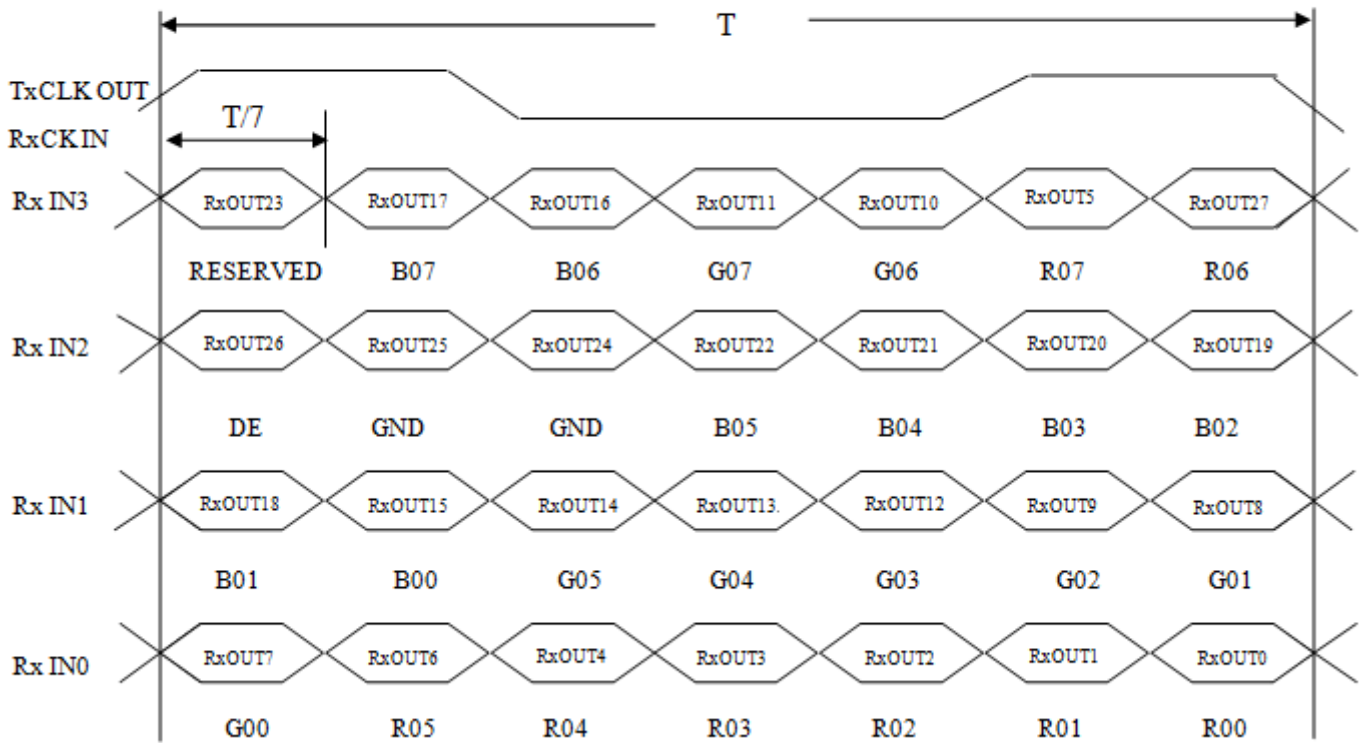 T
TxCLK OUT
T/7
RxCK IN
Rx IN3 RxOUT23 RxOUT17 RxOUT16 RxOUT11 RxOUT10 RxOUT5 RxOUT27
RESERVED B07 B06 G07 G06 R07 R06
Rx IN2 RxOUT26 RxOUT25 RxOUT24 RxOUT22 RxOUT21 RxOUT20 RxOUT19
DE GND GND B05 B04 B03 B02
Rx IN1 RxOUT18 RxOUT15 RxOUT14 RxOUT13. RxOUT12 RxOUT9 RxOUT8
B01 B00 G05 G04 G03 G02 G01
Rx IN0 RxOUT7 RxOUT6 RxOUT4 RxOUT3 RxOUT2 RxOUT1 RxOUT0
G00 R05 R04 R03 R02 R01 R00